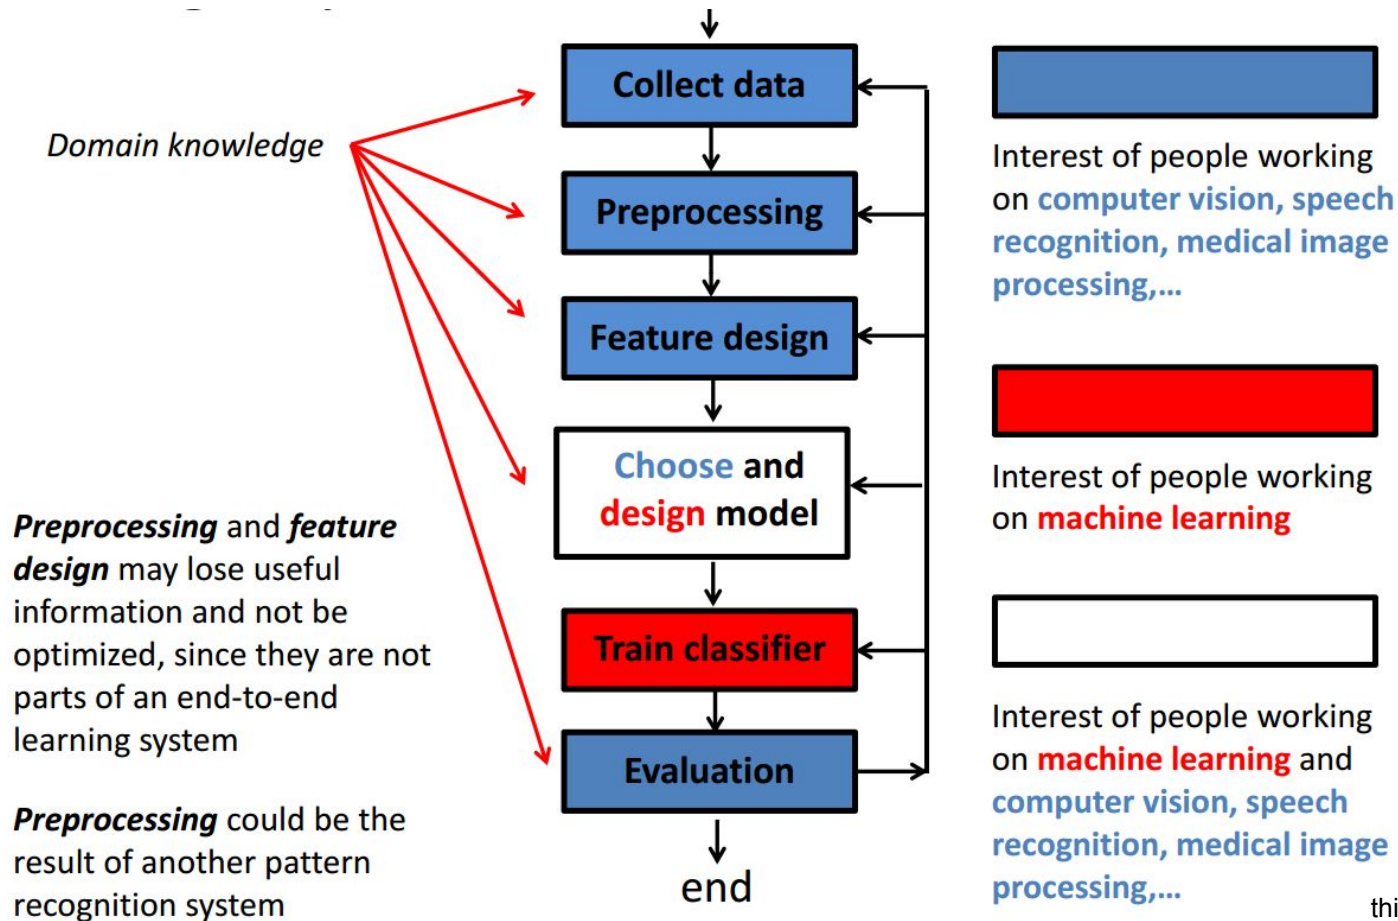 Domain knowledge
Collect data
Preprocessing
Feature design
Choose and
design model
Train classifier
Evaluation
end
Preprocessing and feature
design may lose useful
information and not be
optimized, since they are not
parts of an end-to-end
learning system
Preprocessing could be the
result of another pattern
recognition system
Interest of people working
on computer vision, speech
recognition, medical image
processing,…
Interest of people working
on machine learning
Interest of people working
on machine learning and
computer vision, speech
recognition, medical image
processing,…